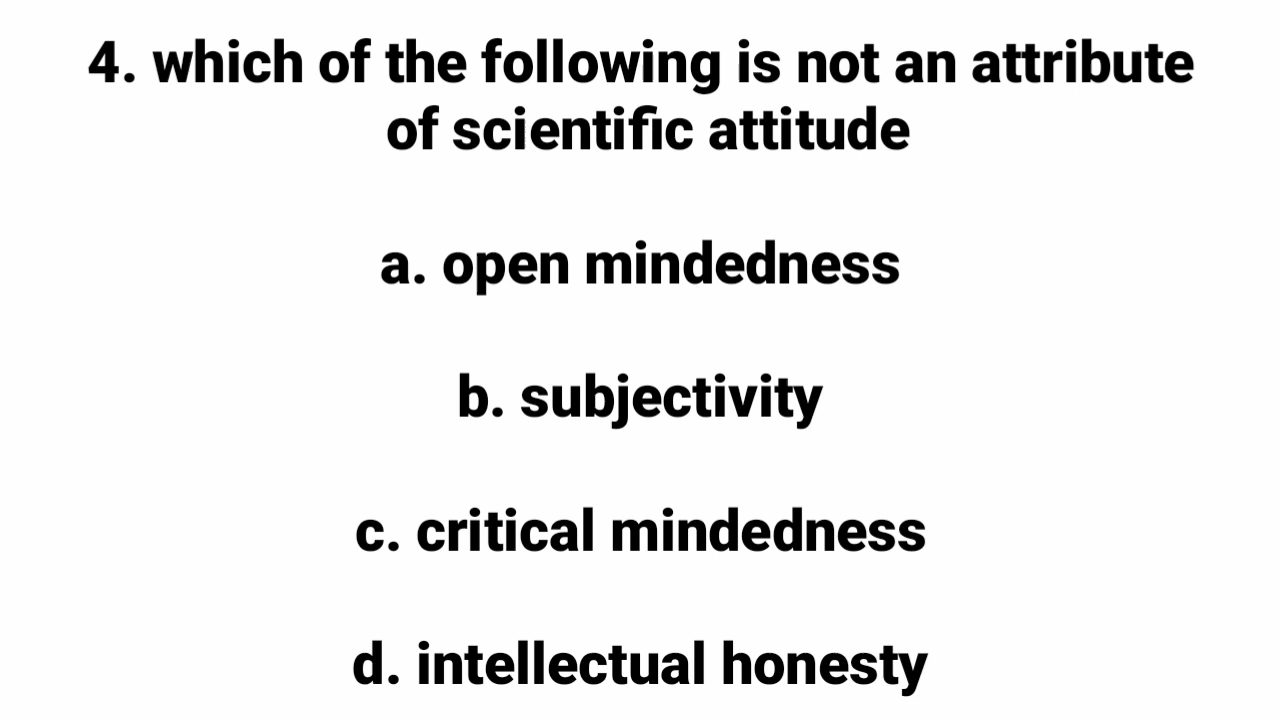 4. which of the following is not an attribute
of scientific attitude
a. open mindedness
b. subjectivity
c. critical mindedness
d. intellectual honesty